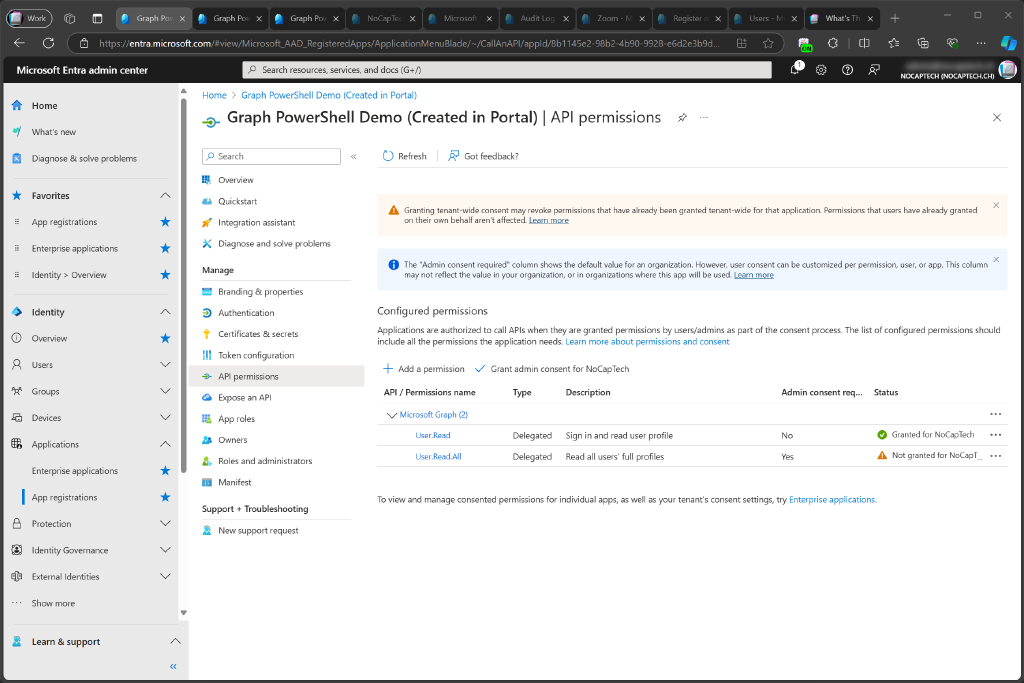 Work
Graph Po
Graph Po
Graph Po
NoCapTec
Microsoft
Audit Log
Zoom - M
Register a
Users - M
What's Th
https://entra.microsoft.com/#view/Microsoft_AAD_RegisteredApps/ApplicationMenuBlade/~/CallAnAPI/appId/8b1145e2-98b2-4b90-9928-e6d2e3b9d...
ON
Microsoft Entra admin center
Search resources, services, and docs (G+/)
1
NOCAPTECH (NOCAPTECH.CH)
Home
What's new
Diagnose & solve problems
Favorites
App registrations
Enterprise applications
Identity > Overview
Identity
Overview
Users
Groups
Devices
Applications
Enterprise applications
App registrations
Protection
Identity Governance
External Identities
Show more
Learn & support
Home > Graph PowerShell Demo (Created in Portal)
Graph PowerShell Demo (Created in Portal) | API permissions
Search
Overview
Quickstart
Integration assistant
Diagnose and solve problems
Manage
Branding & properties
Authentication
Certificates & secrets
Token configuration
API permissions
Expose an API
App roles
Owners
Roles and administrators
Manifest
Support + Troubleshooting
New support request
Refresh
Got feedback?
Granting tenant-wide consent may revoke permissions that have already been granted tenant-wide for that application. Permissions that users have already granted
on their own behalf aren't affected. Learn more
The "Admin consent required" column shows the default value for an organization. However, user consent can be customized per permission, user, or app. This column
may not reflect the value in your organization, or in organizations where this app will be used. Learn more
Configured permissions
Applications are authorized to call APIs when they are granted permissions by users/admins as part of the consent process. The list of configured permissions should
include all the permissions the application needs. Learn more about permissions and consent
Add a permission Grant admin consent for NoCapTech
API / Permissions name Type Description Admin consent req... Status
Microsoft Graph (2)
User.Read Delegated Sign in and read user profile No Granted for NoCapTech
User.Read.All Delegated Read all users' full profiles Yes Not granted for NoCapT...
To view and manage consented permissions for individual apps, as well as your tenant's consent settings, try Enterprise applications.